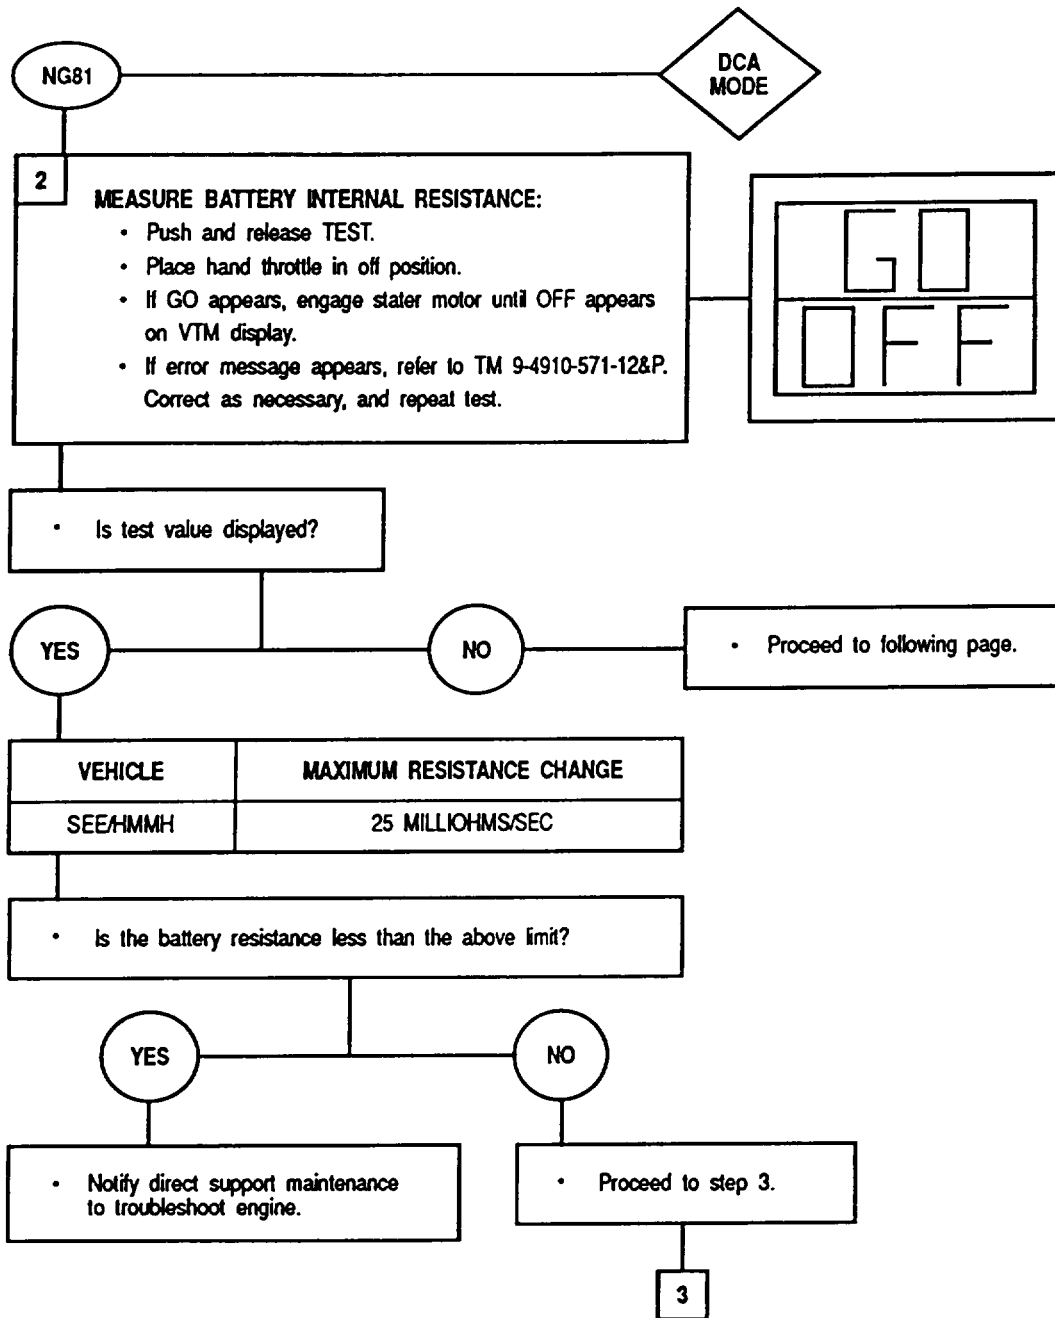 NG81
DCA
MODE
2
MEASURE BATTERY INTERNAL RESISTANCE:
• Push and release TEST.
• Place hand throttle in off position.
• If GO appears, engage stater motor until OFF appears
on VTM display.
• If error message appears, refer to TM 9-4910-571-12&P.
Correct as necessary, and repeat test.
GO
OFF
• Is test value displayed?
YES
NO
• Proceed to following page.
VEHICLE
MAXIMUM RESISTANCE CHANGE
SEE/HMMH
25 MILLIOHMS/SEC
• Is the battery resistance less than the above limit?
YES
NO
• Notify direct support maintenance
to troubleshoot engine.
• Proceed to step 3.
3